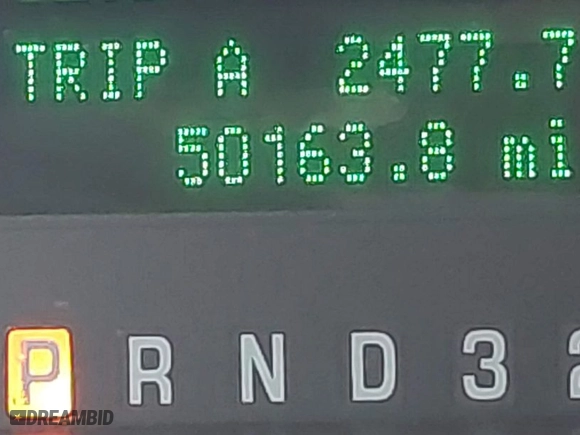 TRIP A 2477.7
50163.8 mi
P R N D 3 2
DREAMBID